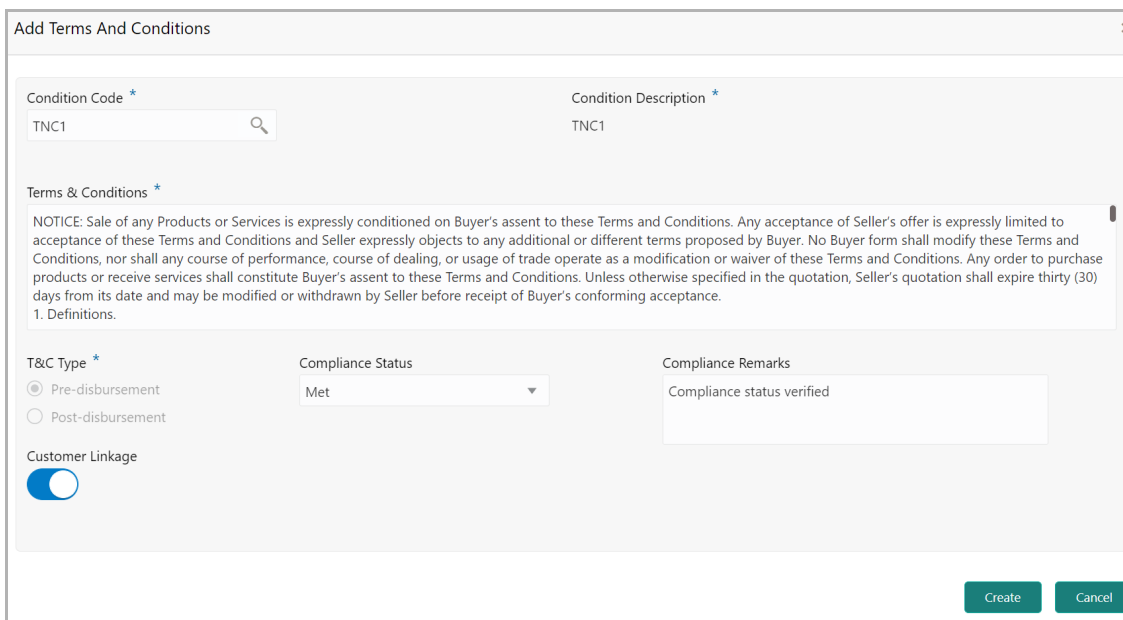 Add Terms And Conditions
Condition Code *
Condition Description *
TNC1
TNC1
Terms & Conditions *
NOTICE: Sale of any Products or Services is expressly conditioned on Buyer's assent to these Terms and Conditions. Any acceptance of Seller's offer is expressly limited to
acceptance of these Terms and Conditions and Seller expressly objects to any additional or different terms proposed by Buyer. No Buyer form shall modify these Terms and
Conditions, nor shall any course of performance, course of dealing, or usage of trade operate as a modification or waiver of these Terms and Conditions. Any order to purchase
products or receive services shall constitute Buyer's assent to these Terms and Conditions. Unless otherwise specified in the quotation, Seller's quotation shall expire thirty (30)
days from its date and may be modified or withdrawn by Seller before receipt of Buyer's conforming acceptance.
1. Definitions.
T&C Type *
Compliance Status
Compliance Remarks
Pre-disbursement
Met
Compliance status verified
Post-disbursement
Customer Linkage
Create
Cancel